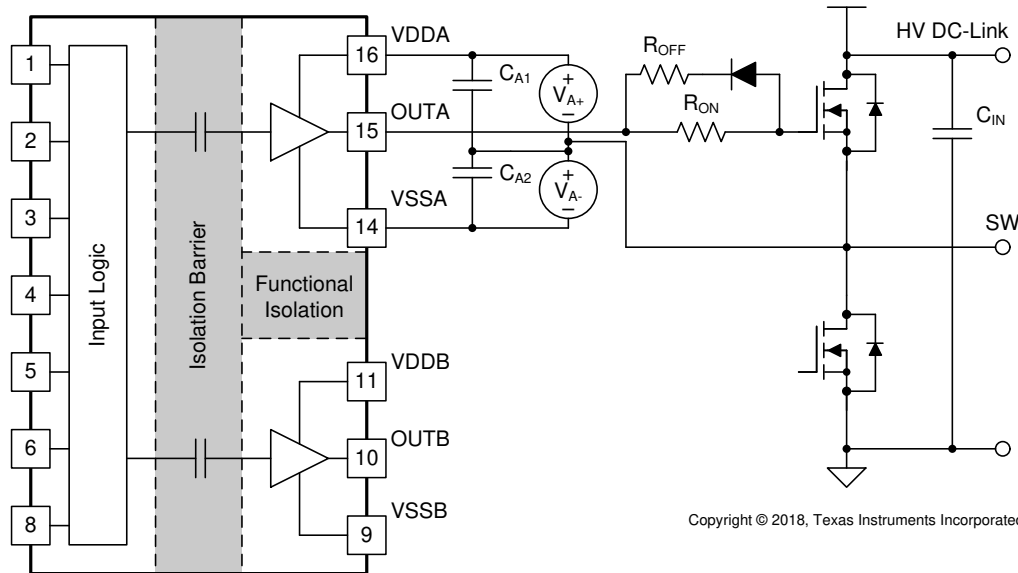 1
2
3
4
5
6
8
Input Logic
Isolation Barrier
Functional
Isolation
16
15
14
11
10
9
VDDA
OUTA
VSSA
VDDB
OUTB
VSSB
CA1
CA2
+
VA+
–
+
VA-
–
ROFF
RON
HV DC-Link
CIN
SW
Copyright © 2018, Texas Instruments Incorporated